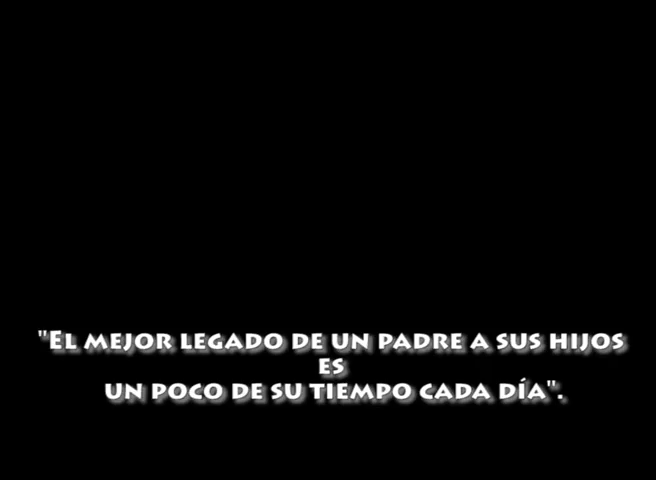 "El mejor legado de un padre a sus hijos
es
un poco de su tiempo cada día".